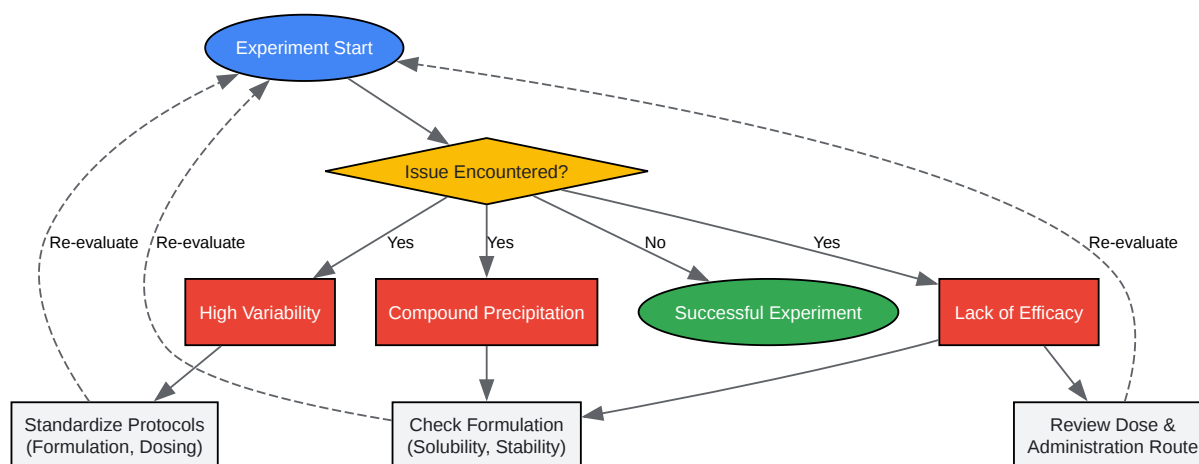 Experiment Start
Issue Encountered?
Re-evaluate
Re-evaluate
Yes
Yes
No
Yes
Re-evaluate
High Variability
Compound Precipitation
Successful Experiment
Lack of Efficacy
Standardize Protocols
(Formulation, Dosing)
Check Formulation
(Solubility, Stability)
Review Dose &
Administration Route